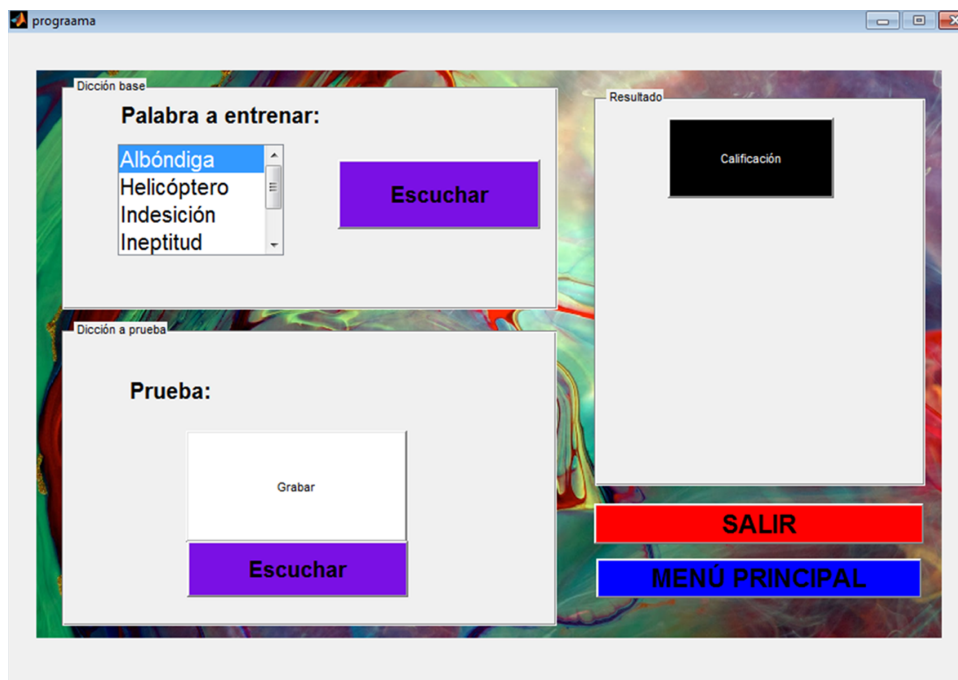 prograama
Dicción base
Palabra a entrenar:
Albóndiga
Helicóptero
Indesición
Ineptitud
Escuchar
Dicción a prueba
Prueba:
Grabar
Escuchar
Resultado
Calificación
SALIR
MENÚ PRINCIPAL